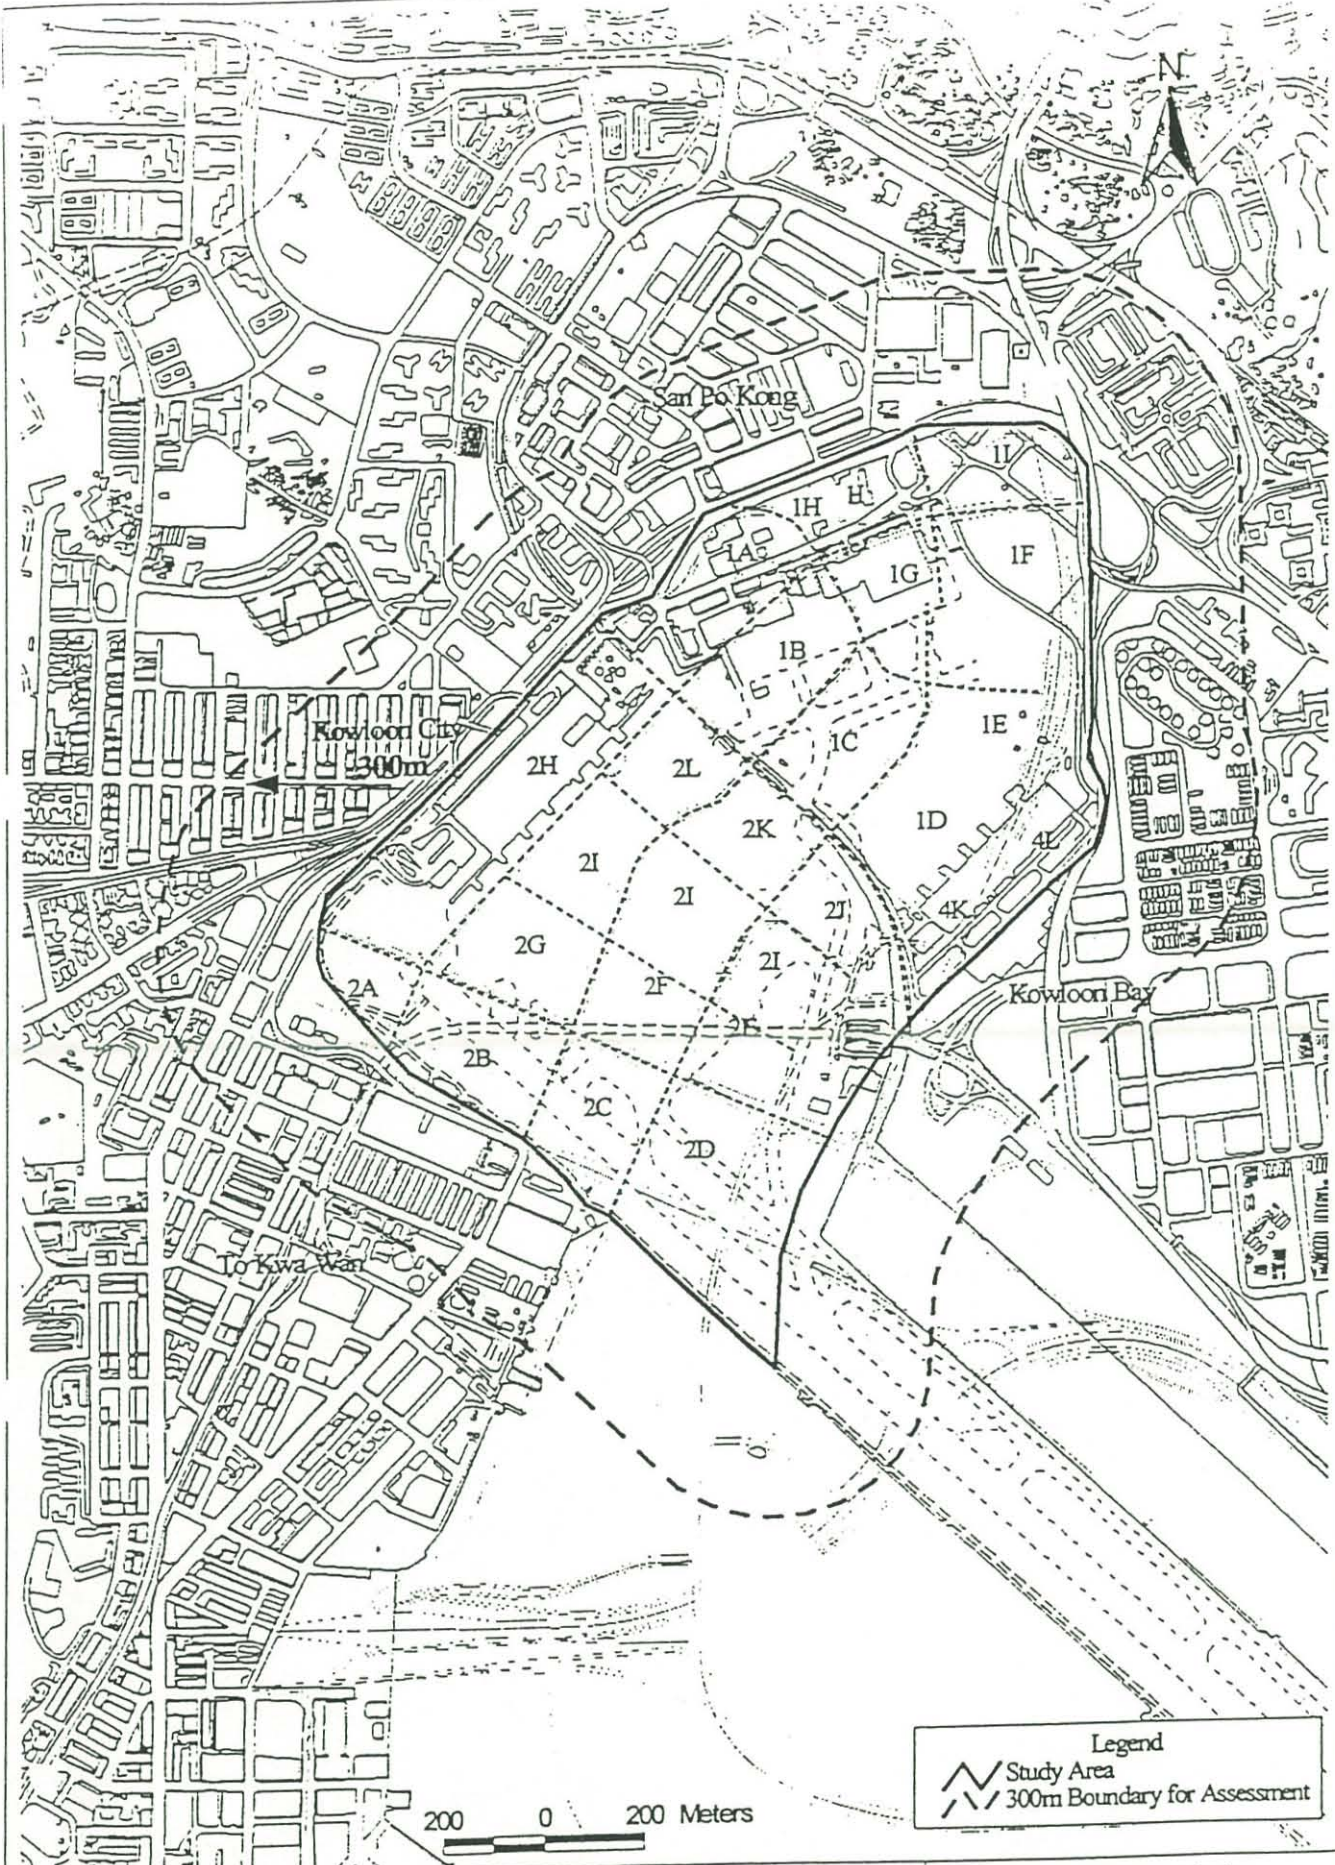 N
San Po Kong
1I
1H
H
1A
1F
1G
1B
1E
1C
Kowloon City
300m
2H
2L
1D
2K
4L
2I
2I
2J
4K
2G
2I
2A
2F
Kowloon Bay
2E
2B
2C
2D
To Kwa Wan
Legend
Study Area
300m Boundary for Assessment
200 0 200 Meters